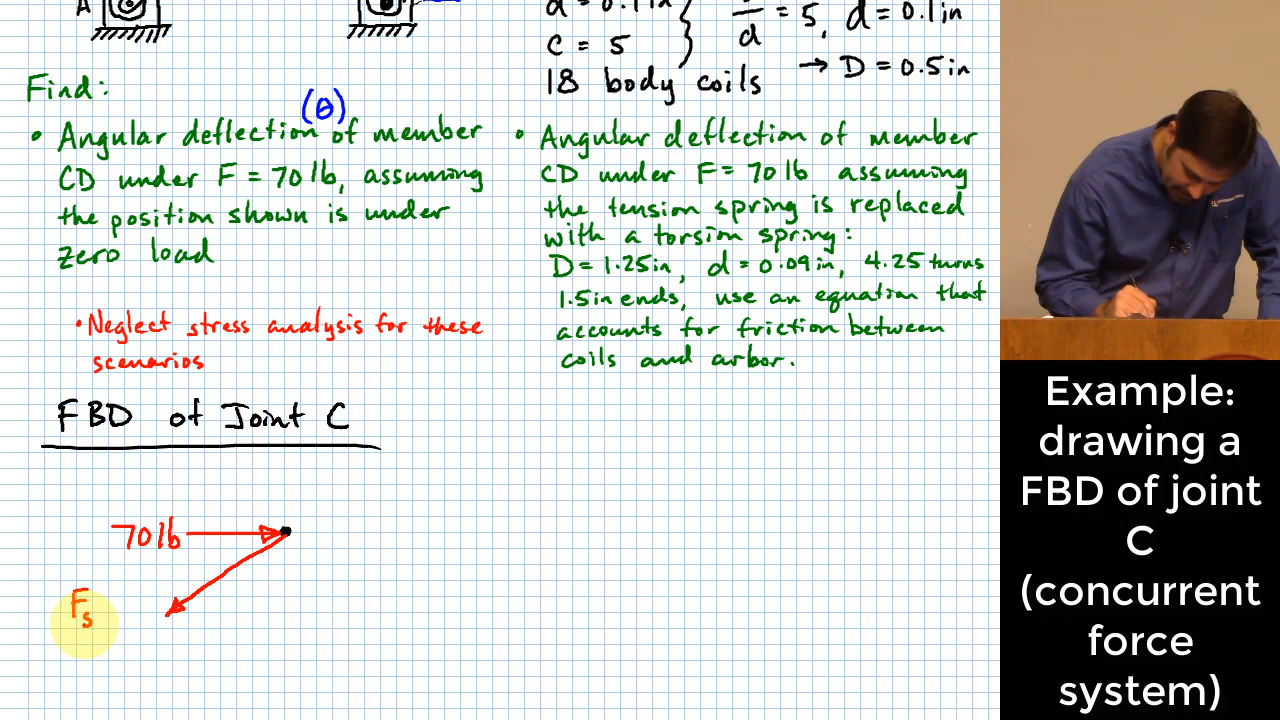 A
d = 0.1 in
C = 5
18 body coils
/d = 5, d = 0.1 in
→ D = 0.5 in
Find:
(θ)
• Angular deflection of member
CD under F = 70 lb, assuming
the position shown is under
zero load
• Neglect stress analysis for these
scenarios
• Angular deflection of member
CD under F = 70 lb assuming
the tension spring is replaced
with a torsion spring:
D = 1.25 in, d = 0.09 in, 4.25 turns
1.5 in ends, use an equation that
accounts for friction between
coils and arbor.
FBD of Joint C
70 lb
Fs
Example:
drawing a
FBD of joint
C
(concurrent
force
system)